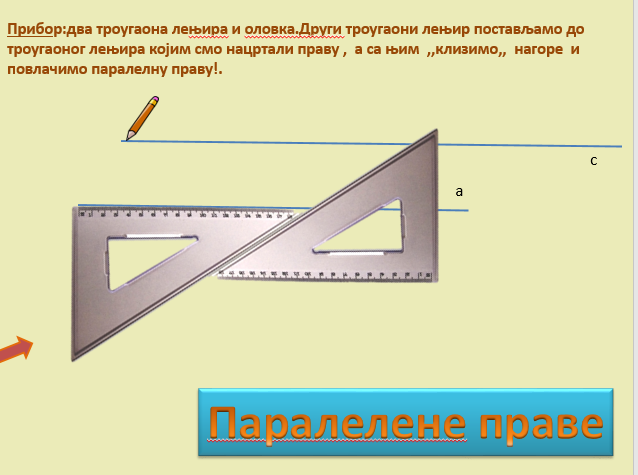 Прибор:два троугаона лењира и оловка.Други троугаони лењир постављамо до
троугаоног лењира којим смо нацртали праву , а са њим ,,клизимо,, нагоре и
повлачимо паралелну праву!.
с
а
Паралелене праве